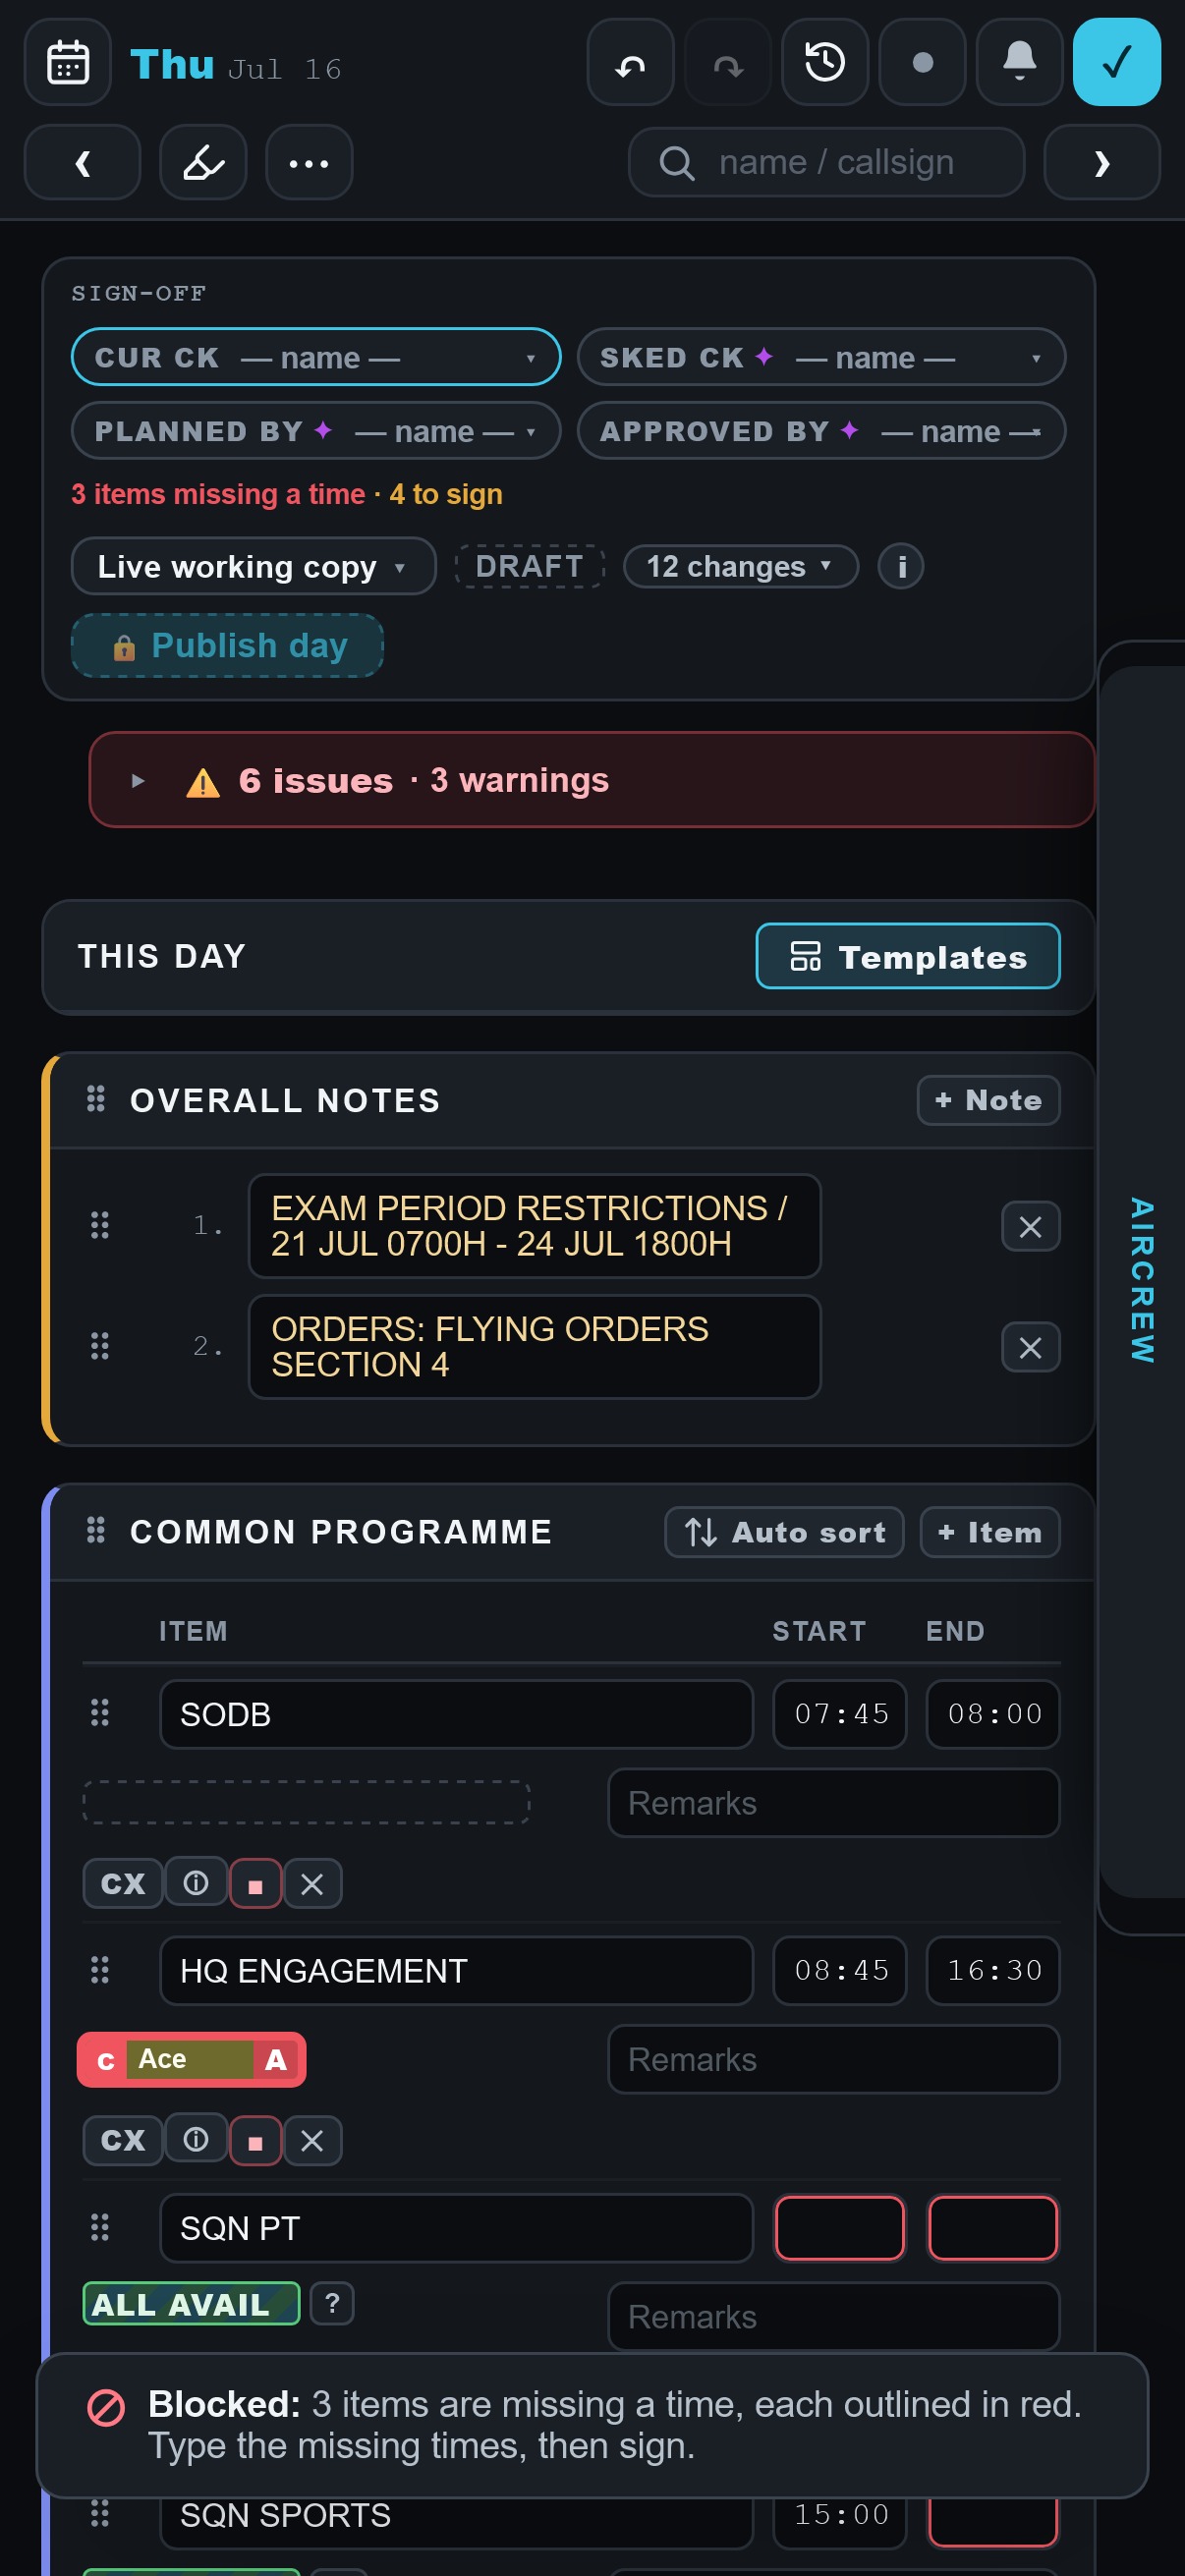 Thu Jul 16
name / callsign
SIGN-OFF
CUR CK — name —
SKED CK — name —
PLANNED BY — name —
APPROVED BY — name —
3 items missing a time · 4 to sign
Live working copy DRAFT 12 changes i
Publish day
6 issues · 3 warnings
THIS DAY Templates
OVERALL NOTES + Note
1. EXAM PERIOD RESTRICTIONS /
21 JUL 0700H - 24 JUL 1800H
2. ORDERS: FLYING ORDERS
SECTION 4
AIRCREW
COMMON PROGRAMME Auto sort + Item
ITEM START END
SODB 07:45 08:00
Remarks
CX
HQ ENGAGEMENT 08:45 16:30
c Ace A Remarks
CX
SQN PT
ALL AVAIL ? Remarks
Blocked: 3 items are missing a time, each outlined in red.
Type the missing times, then sign.
SQN SPORTS 15:00